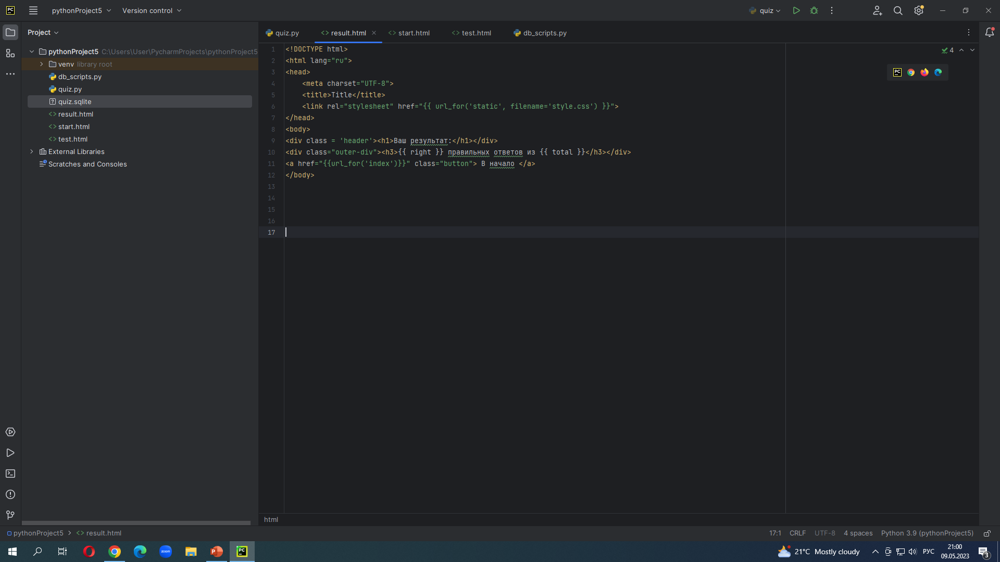 PC pythonProject5 Version control quiz
Project
quiz.py result.html start.html test.html db_scripts.py
pythonProject5 C:\Users\User\PycharmProjects\pythonProject5
venv library root
db_scripts.py
quiz.py
quiz.sqlite
result.html
start.html
test.html
External Libraries
Scratches and Consoles
4
PC
1 <!DOCTYPE html>
2 <html lang="ru">
3 <head>
4 <meta charset="UTF-8">
5 <title>Title</title>
6 <link rel="stylesheet" href="{{ url_for('static', filename='style.css') }}">
7 </head>
8 <body>
9 <div class = 'header'><h1>Ваш результат:</h1></div>
10 <div class="outer-div"><h3>{{ right }} правильных ответов из {{ total }}</h3></div>
11 <a href="{{url_for('index')}}" class="button"> В начало </a>
12 </body>
13
14
15
16
17
html
pythonProject5 > result.html 17:1 CRLF UTF-8 4 spaces Python 3.9 (pythonProject5)
zoom P PC 21°C Mostly cloudy РУС 21:00
09.05.2023 3